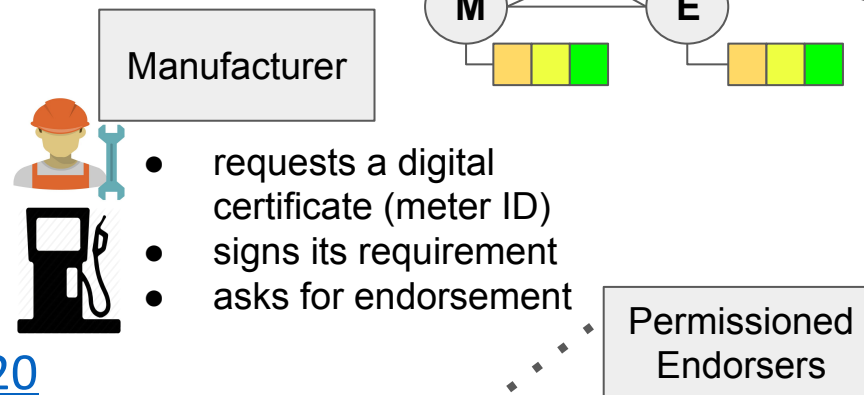 M E
Manufacturer
● requests a digital
certificate (meter ID)
● signs its requirement
● asks for endorsement
Permissioned
Endorsers
20